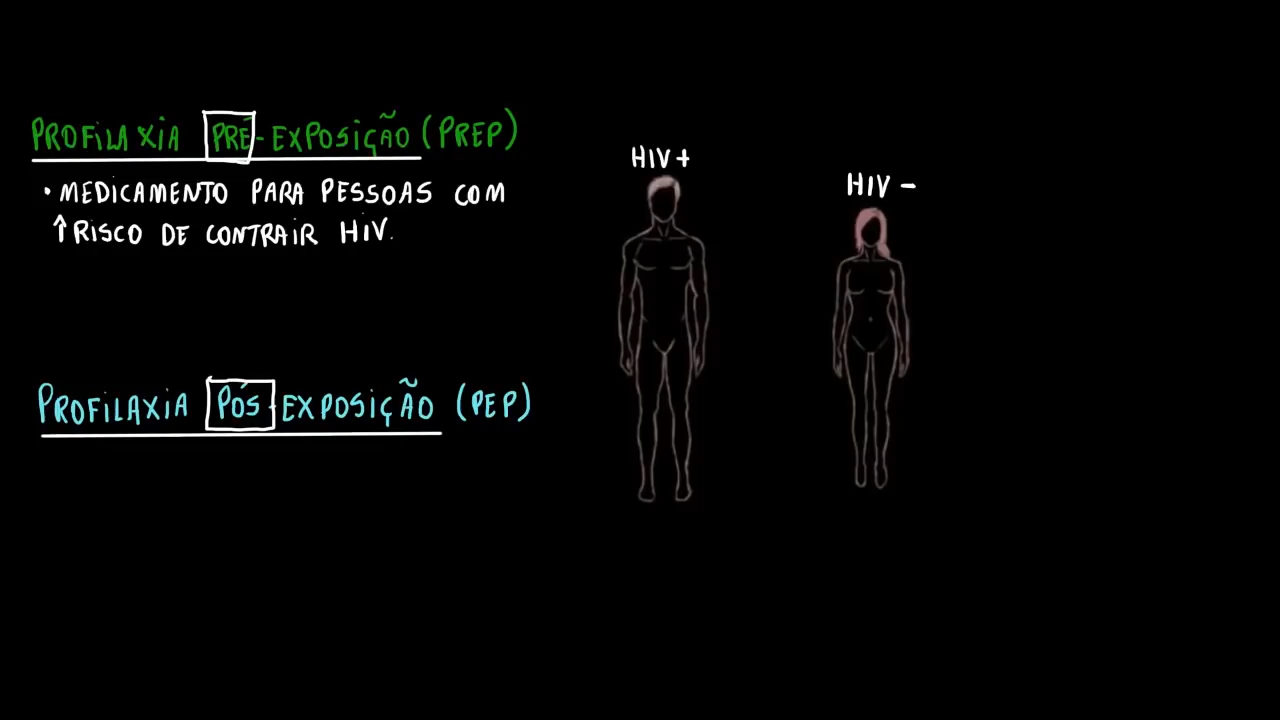 PROFILAXIA PRÉ-EXPOSIÇÃO (PREP)
• MEDICAMENTO PARA PESSOAS COM
↑ RISCO DE CONTRAIR HIV.
HIV +
HIV -
PROFILAXIA PÓS-EXPOSIÇÃO (PEP)